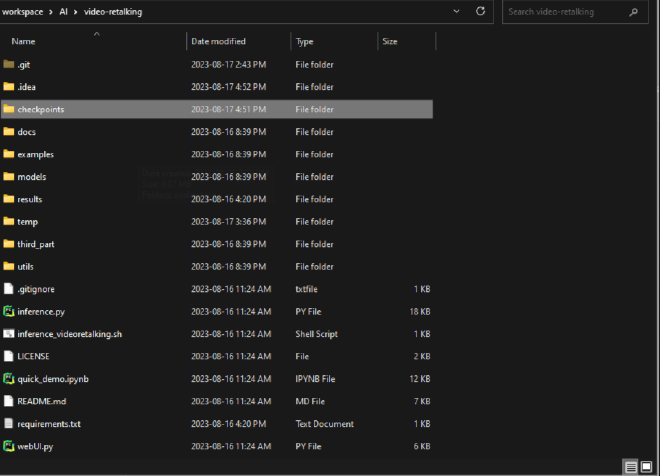 workspace > AI > video-retalking
Search video-retalking
Name Date modified Type Size
.git 2023-08-17 2:43 PM File folder
.idea 2023-08-17 4:52 PM File folder
checkpoints 2023-08-17 4:51 PM File folder
docs 2023-08-16 8:39 PM File folder
examples 2023-08-16 8:39 PM File folder
models 2023-08-16 8:39 PM File folder
results 2023-08-16 4:20 PM File folder
temp 2023-08-17 3:36 PM File folder
third_part 2023-08-16 8:39 PM File folder
utils 2023-08-16 8:39 PM File folder
.gitignore 2023-08-16 11:24 AM txtfile 1 KB
inference.py 2023-08-16 11:24 AM PY File 18 KB
inference_videoretalking.sh 2023-08-16 11:24 AM Shell Script 1 KB
LICENSE 2023-08-16 11:24 AM File 2 KB
quick_demo.ipynb 2023-08-16 11:24 AM IPYNB File 12 KB
README.md 2023-08-16 11:24 AM MD File 7 KB
requirements.txt 2023-08-16 4:20 PM Text Document 1 KB
webUI.py 2023-08-16 11:24 AM PY File 6 KB